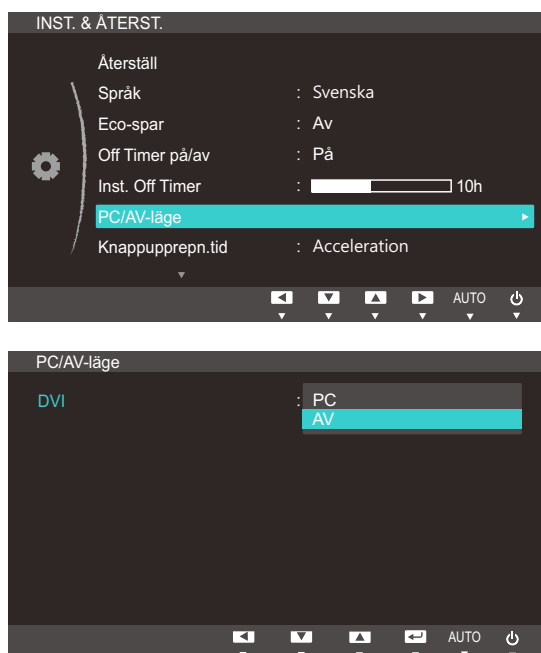 INST. & ÅTERST.
Återställ
Språk : Svenska
Eco-spar : Av
Off Timer på/av : På
Inst. Off Timer : 10h
PC/AV-läge
Knappupprepn.tid : Acceleration
AUTO
PC/AV-läge
DVI : PC
AV
AUTO